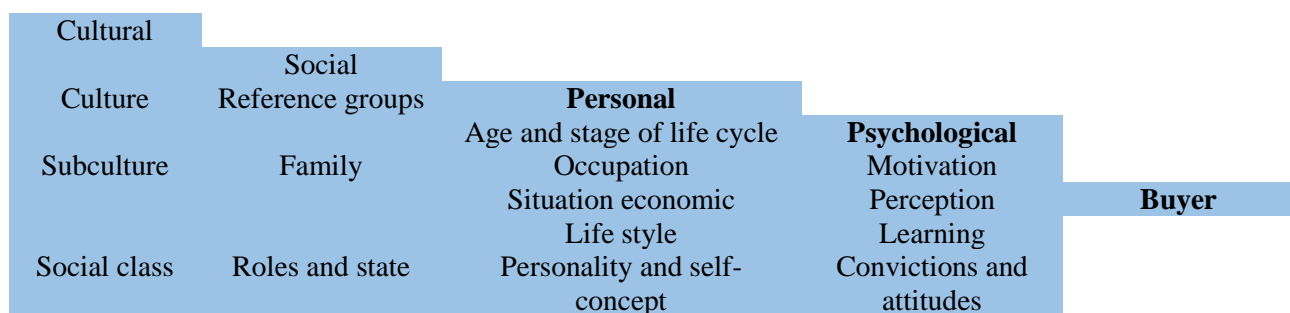 Cultural
Social
Culture Reference groups Personal
Age and stage of life cycle Psychological
Subculture Family Occupation Motivation
Situation economic Perception Buyer
Life style Learning
Social class Roles and state Personality and self- Convictions and
concept attitudes